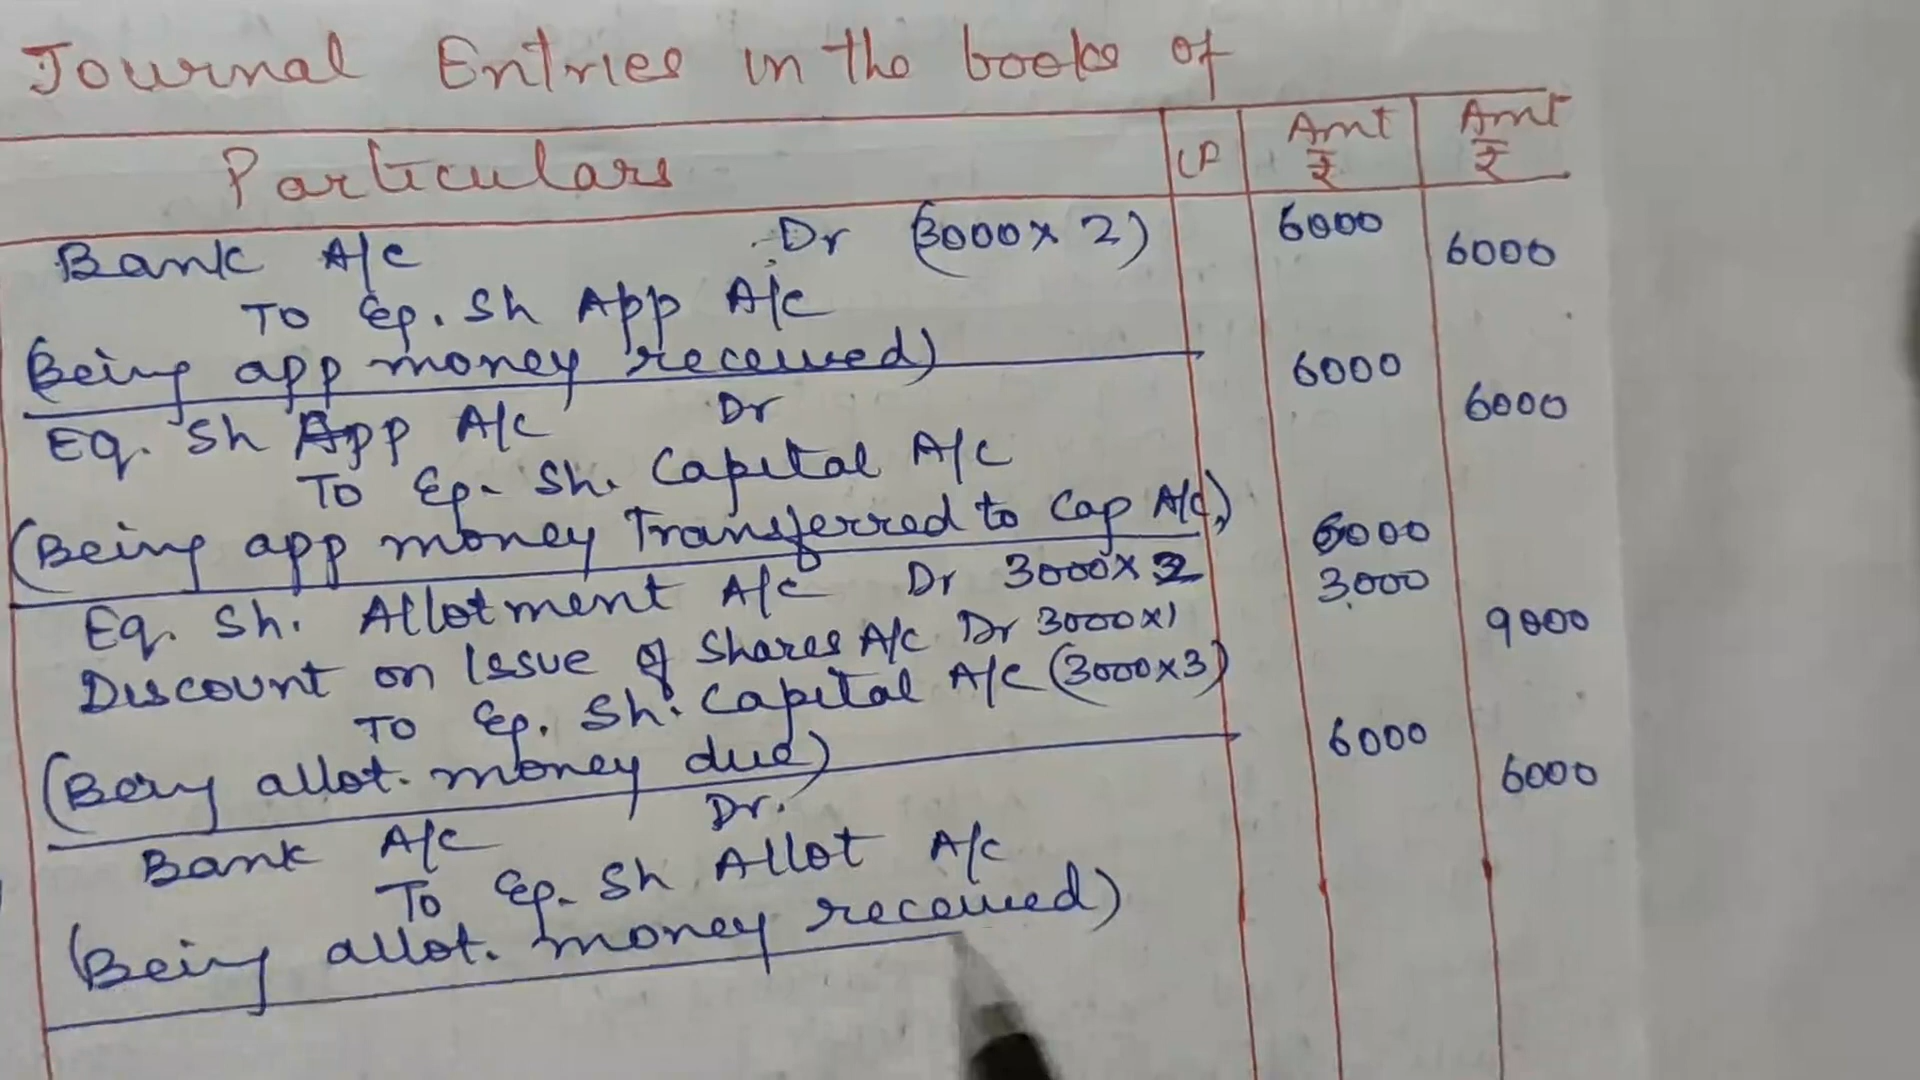 Journal Entries in the books of
Particulars LF Amt ₹ Amt ₹
Bank A/c Dr (3000 x 2) 6000
To Eq. Sh App A/c 6000
(Being app money received)
Eq. Sh App A/c Dr 6000
To Eq. Sh. Capital A/c 6000
(Being app money Transferred to Cap A/c)
Eq. Sh. Allotment A/c Dr 3000x2 6000
Discount on Issue of Shares A/c Dr 3000x1 3000
To Eq. Sh. Capital A/c (3000x3) 9000
(Beng allot. money due)
Bank A/c Dr. 6000
To Eq. Sh Allot A/c 6000
(Being allot. money received)